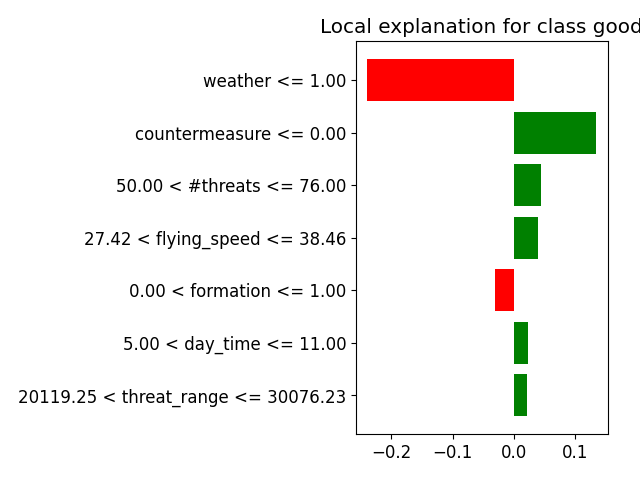 Local explanation for class good
weather <= 1.00
countermeasure <= 0.00
50.00 < #threats <= 76.00
27.42 < flying_speed <= 38.46
0.00 < formation <= 1.00
5.00 < day_time <= 11.00
20119.25 < threat_range <= 30076.23
−0.2 −0.1 0.0 0.1